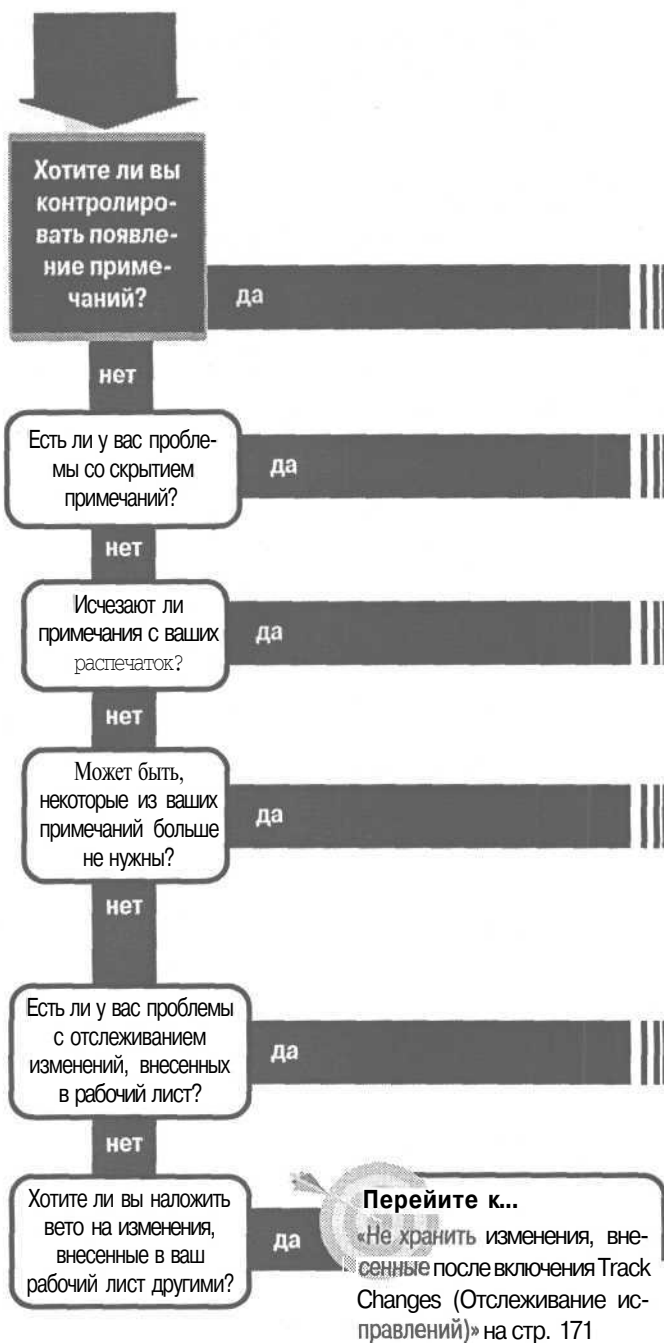 Хотите ли вы
контролиро-
вать появле-
ние приме-
чаний?
да
нет
Есть ли у вас пробле-
мы со скрытием
примечаний?
да
нет
Исчезают ли
примечания с ваших
распечаток?
да
нет
Может быть,
некоторые из ваших
примечаний больше
не нужны?
да
нет
Есть ли у вас проблемы
с отслеживанием
изменений, внесенных
в рабочий лист?
да
нет
Хотите ли вы наложить
вето на изменения,
внесенные в ваш
рабочий лист другими?
да
Перейите к...
«Не хранить изменения, вне-
сенные после включения Track
Changes (Отслеживание ис-
правлений)» на стр. 171